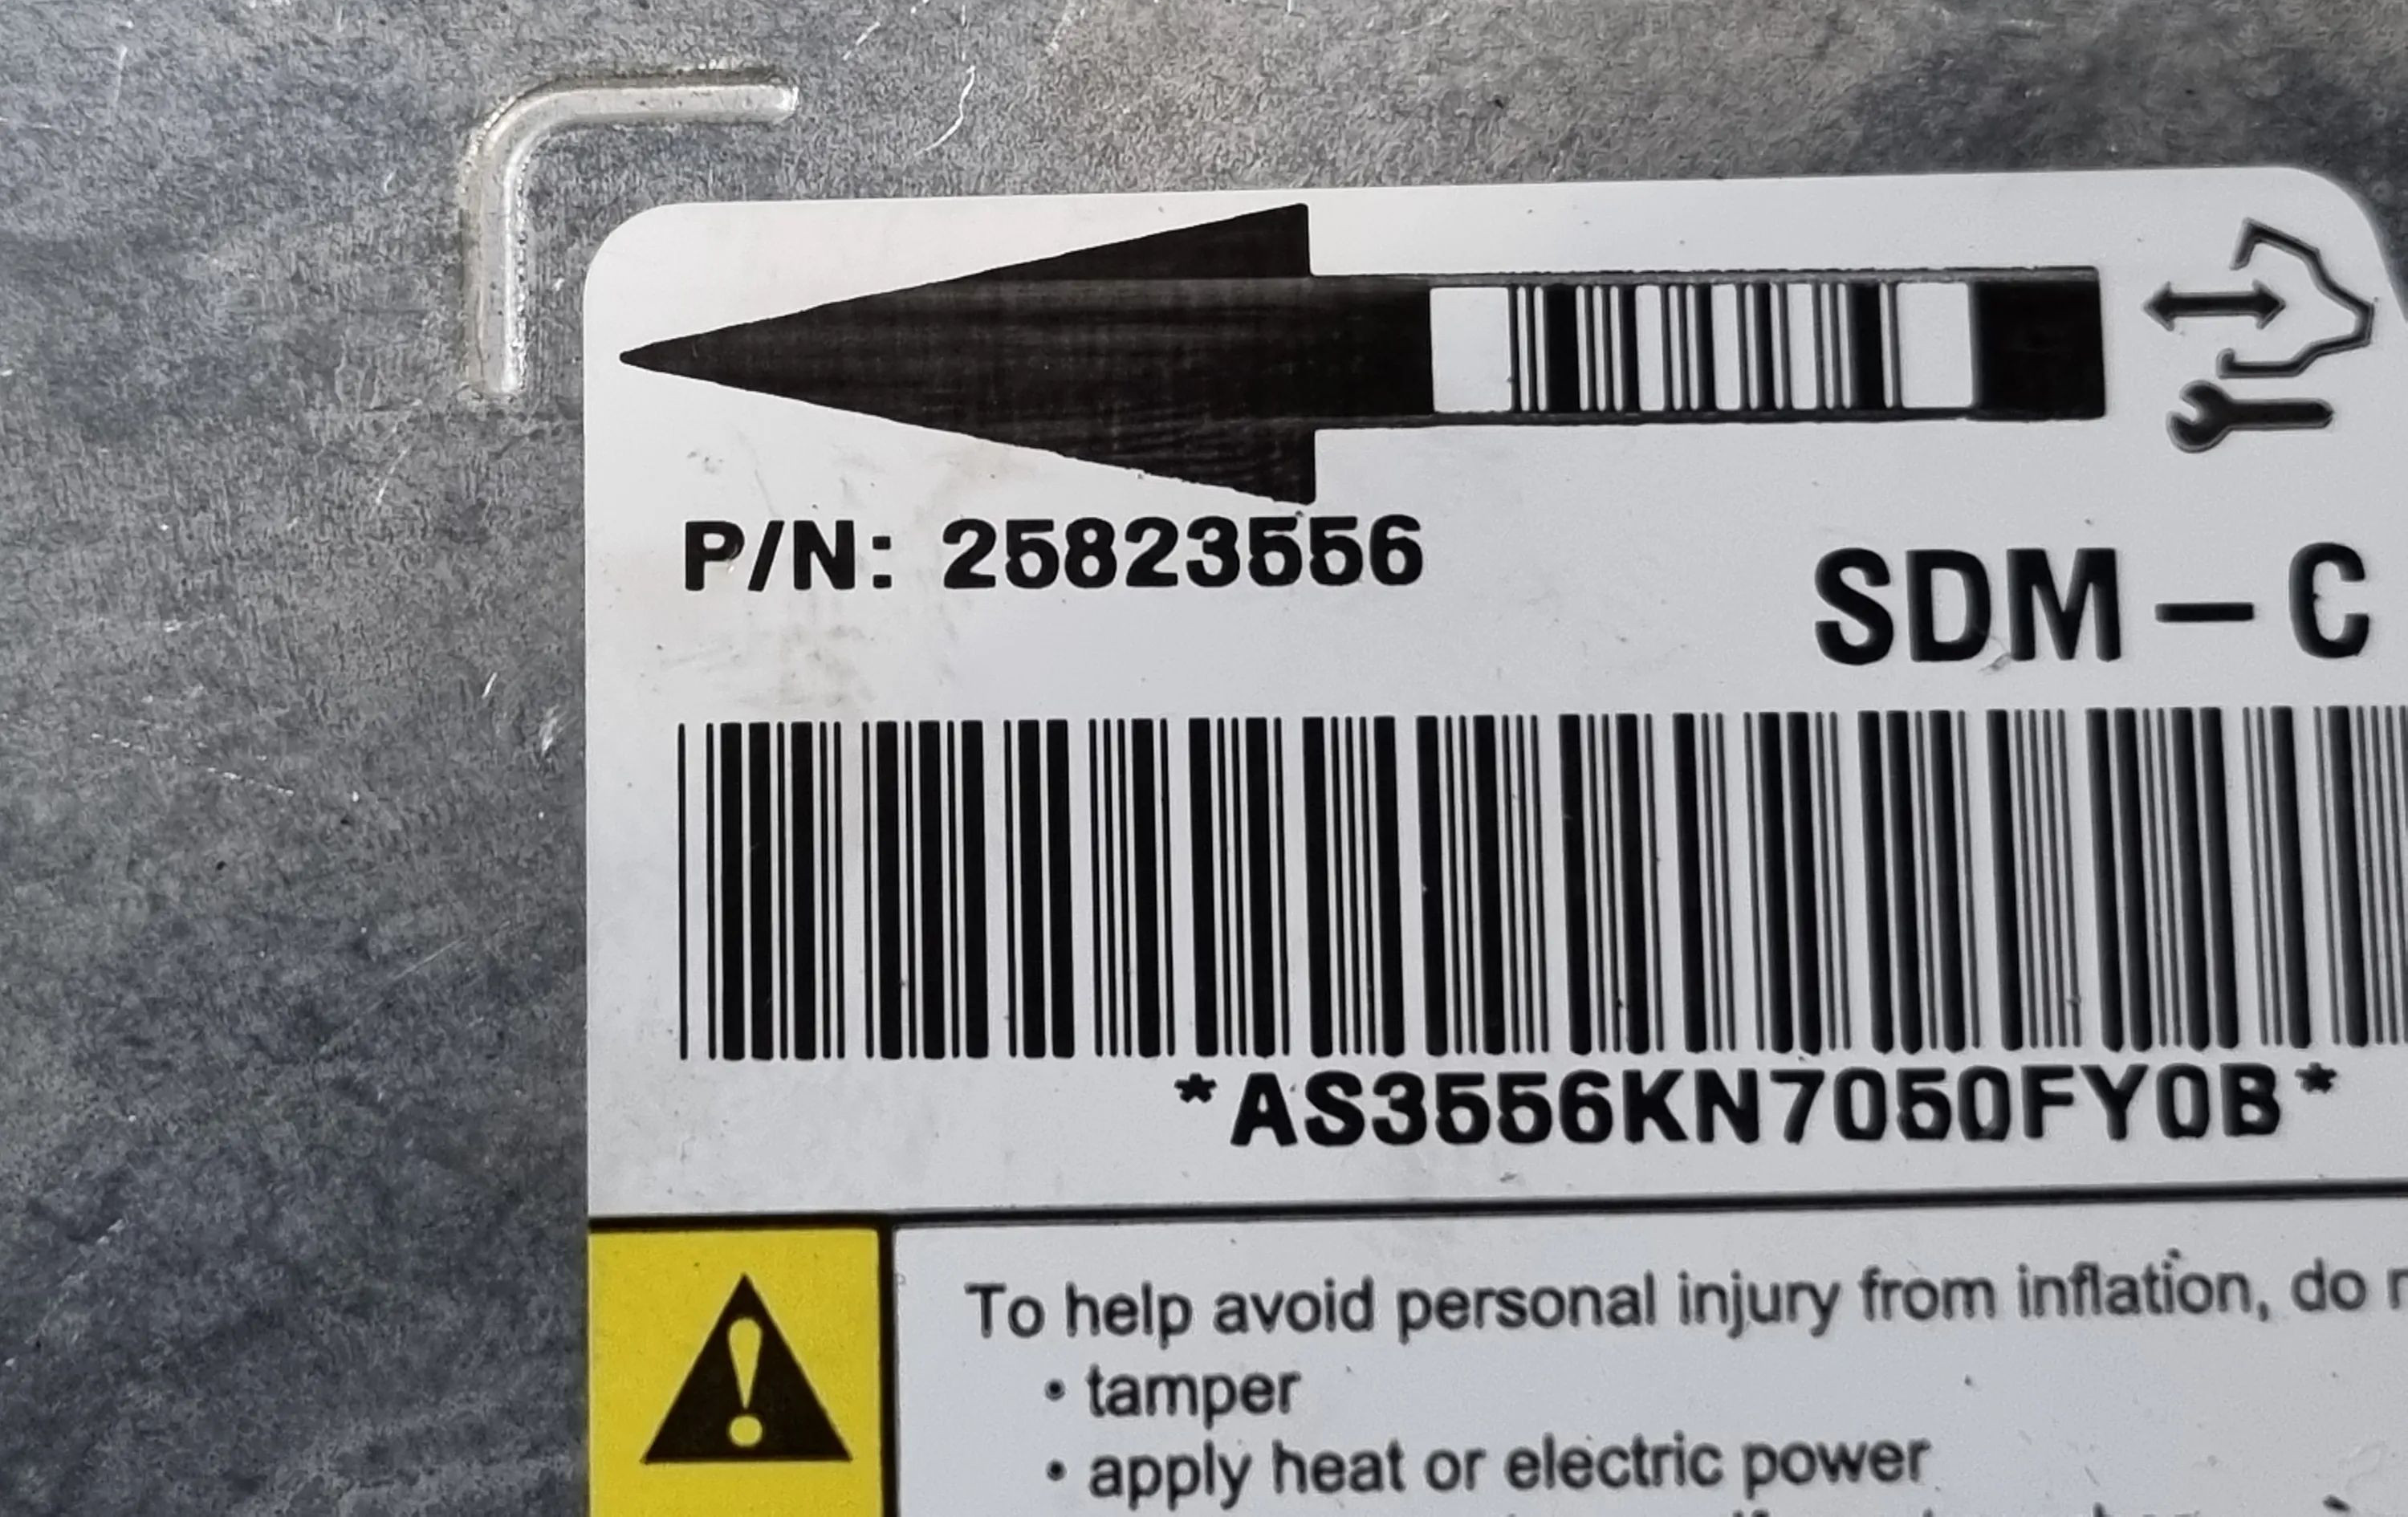 P/N: 25823556
SDM – C
*AS3556KN7050FY0B*
To help avoid personal injury from inflation, do
• tamper
• apply heat or electric power